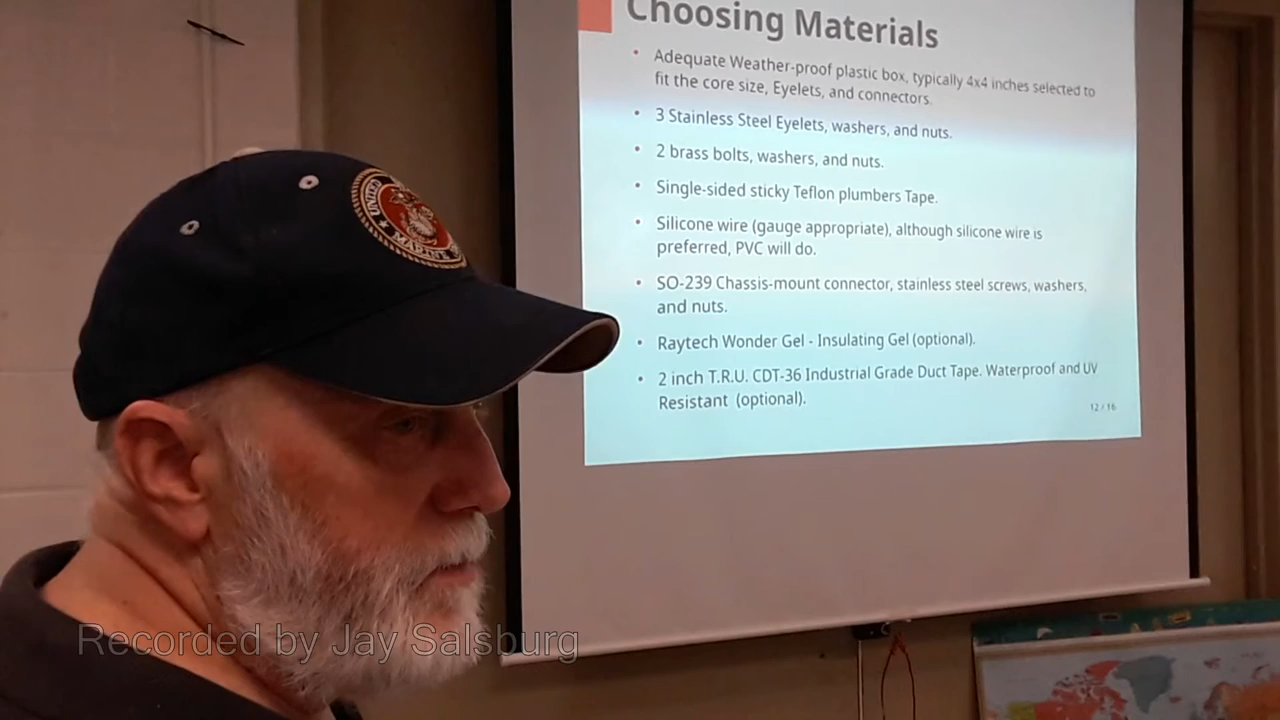 Choosing Materials
• Adequate Weather-proof plastic box, typically 4x4 inches selected to
fit the core size, Eyelets, and connectors.
• 3 Stainless Steel Eyelets, washers, and nuts.
• 2 brass bolts, washers, and nuts.
• Single-sided sticky Teflon plumbers Tape.
• Silicone wire (gauge appropriate), although silicone wire is
preferred, PVC will do.
• SO-239 Chassis-mount connector, stainless steel screws, washers,
and nuts.
• Raytech Wonder Gel - Insulating Gel (optional).
• 2 inch T.R.U. CDT-36 Industrial Grade Duct Tape. Waterproof and UV
Resistant (optional).
12 / 16
UNITED
MARINE
Recorded by Jay Salsburg